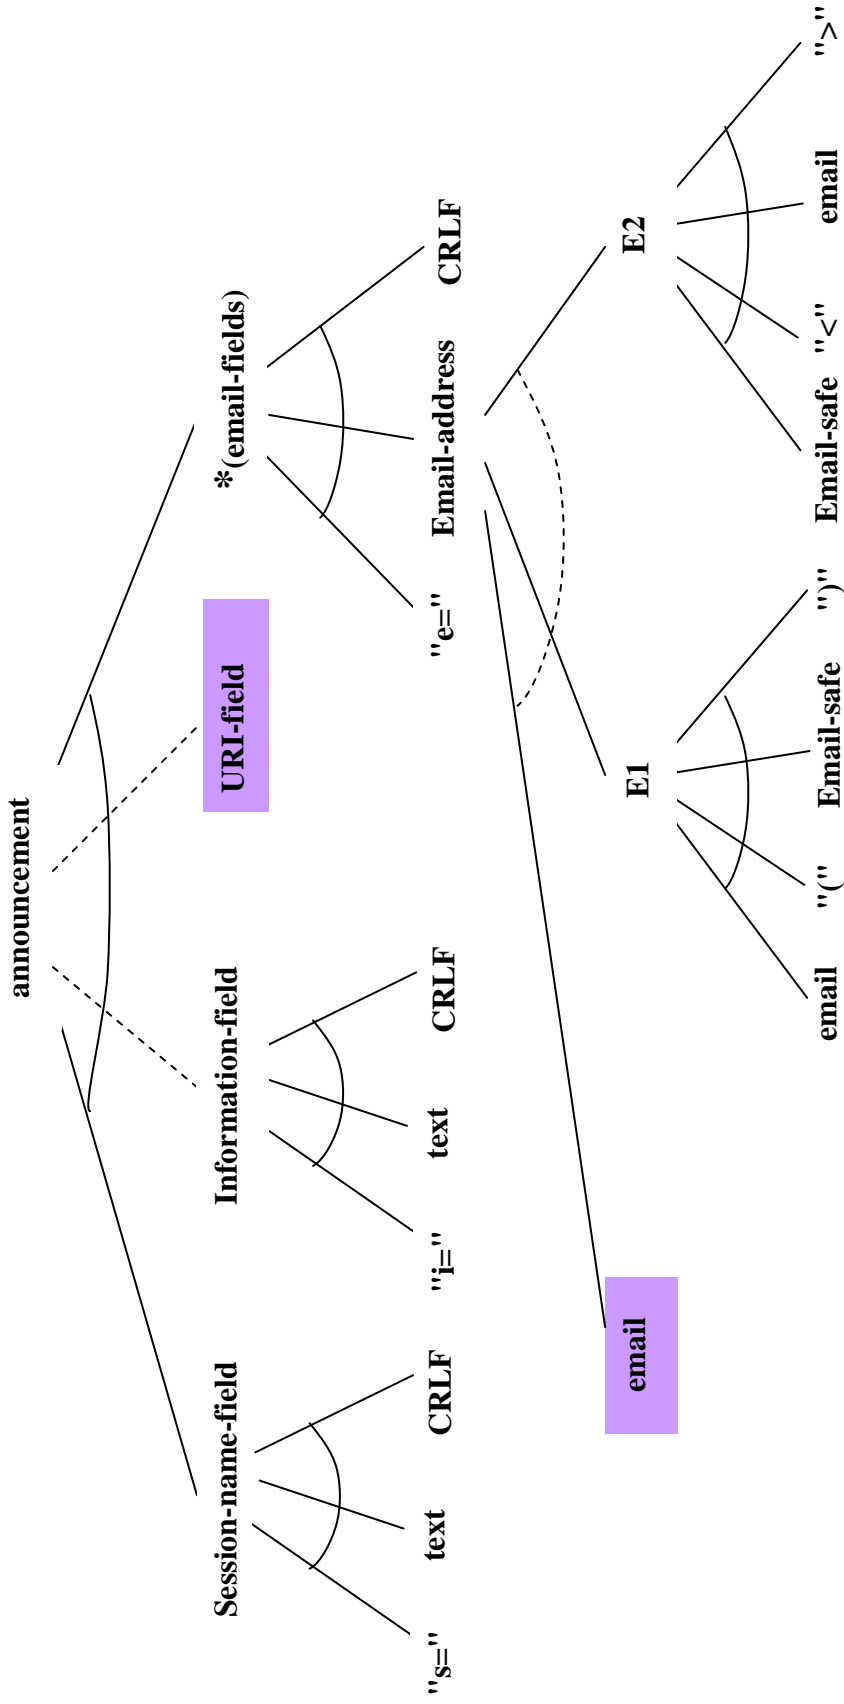 announcement
Session-name-field
Information-field
URI-field
*(email-fields)
"s="
text
CRLF
"i="
text
CRLF
"e="
Email-address
CRLF
email
E1
E2
email
"("
Email-safe
")"
Email-safe
"<"
email
">"